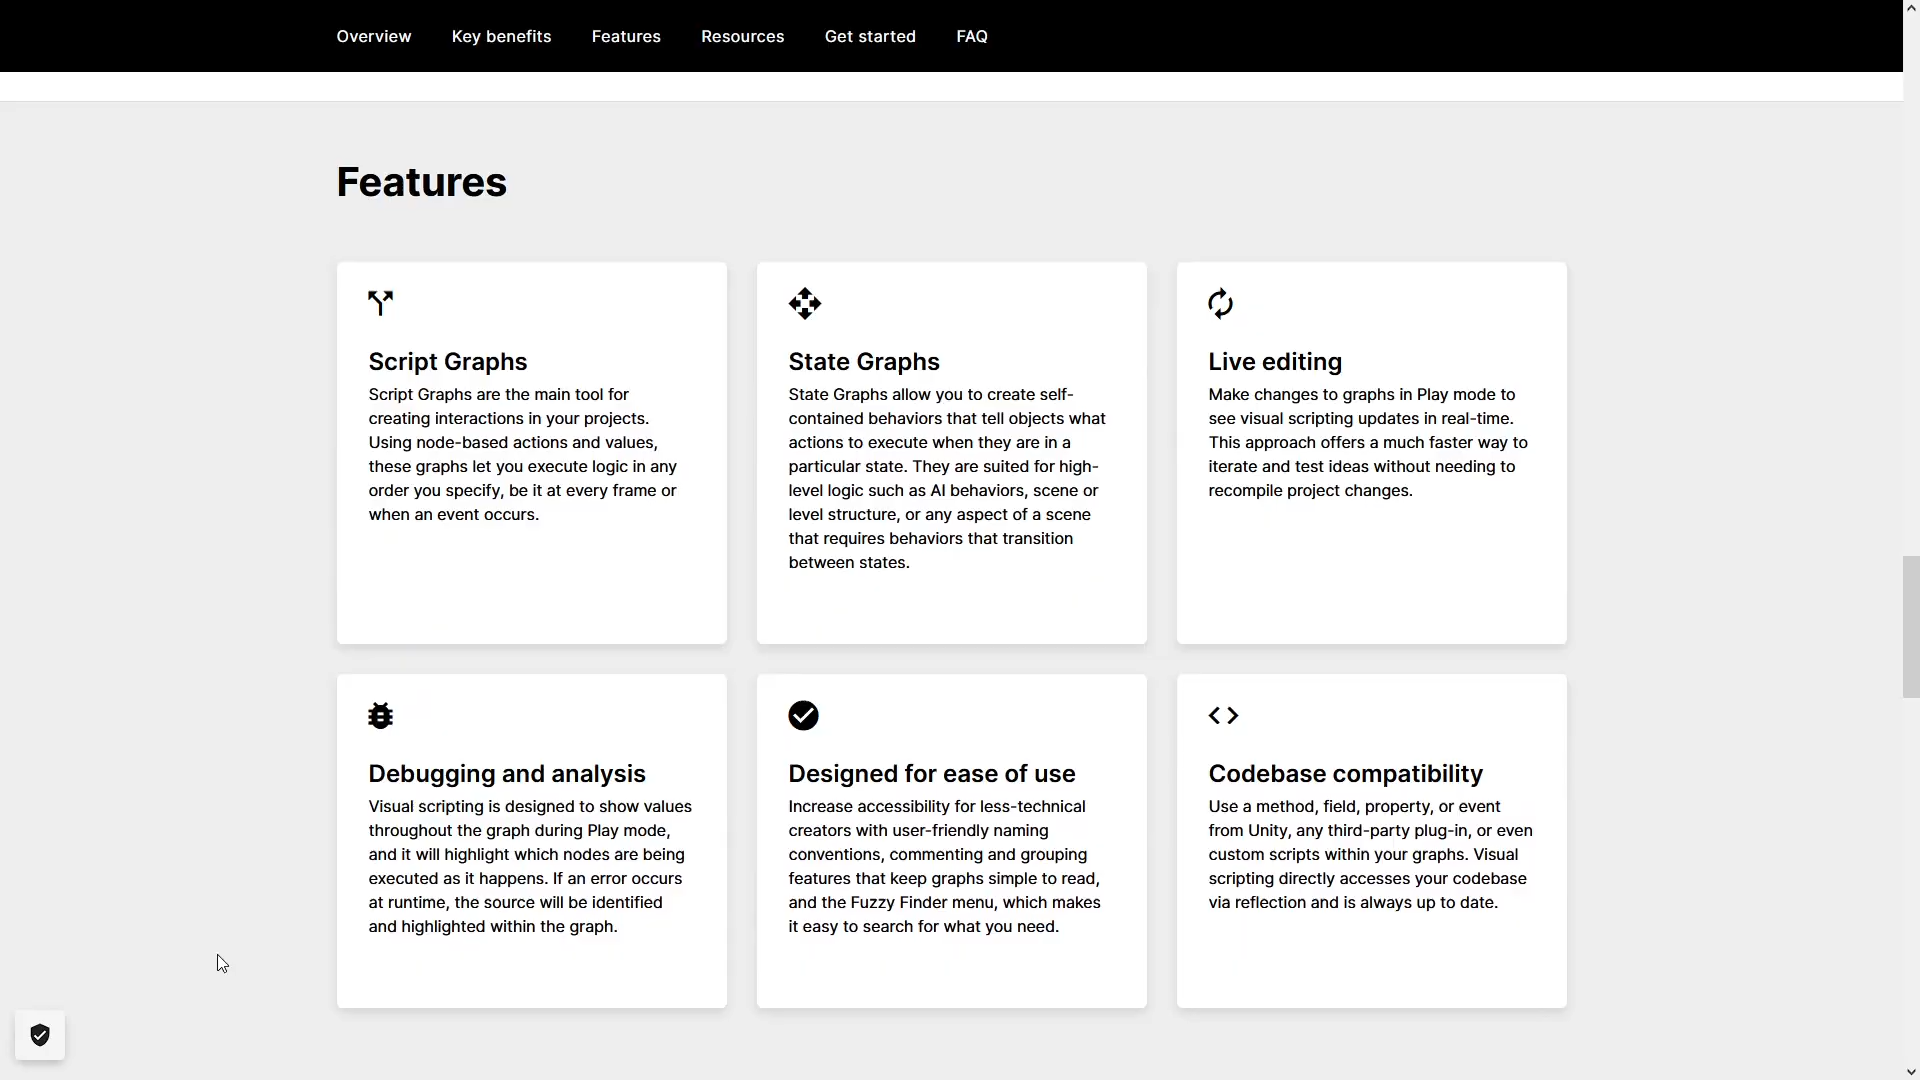 Overview Key benefits Features Resources Get started FAQ
Features
Script Graphs
Script Graphs are the main tool for
creating interactions in your projects.
Using node-based actions and values,
these graphs let you execute logic in any
order you specify, be it at every frame or
when an event occurs.
State Graphs
State Graphs allow you to create self-
contained behaviors that tell objects what
actions to execute when they are in a
particular state. They are suited for high-
level logic such as AI behaviors, scene or
level structure, or any aspect of a scene
that requires behaviors that transition
between states.
Live editing
Make changes to graphs in Play mode to
see visual scripting updates in real-time.
This approach offers a much faster way to
iterate and test ideas without needing to
recompile project changes.
Debugging and analysis
Visual scripting is designed to show values
throughout the graph during Play mode,
and it will highlight which nodes are being
executed as it happens. If an error occurs
at runtime, the source will be identified
and highlighted within the graph.
Designed for ease of use
Increase accessibility for less-technical
creators with user-friendly naming
conventions, commenting and grouping
features that keep graphs simple to read,
and the Fuzzy Finder menu, which makes
it easy to search for what you need.
Codebase compatibility
Use a method, field, property, or event
from Unity, any third-party plug-in, or even
custom scripts within your graphs. Visual
scripting directly accesses your codebase
via reflection and is always up to date.